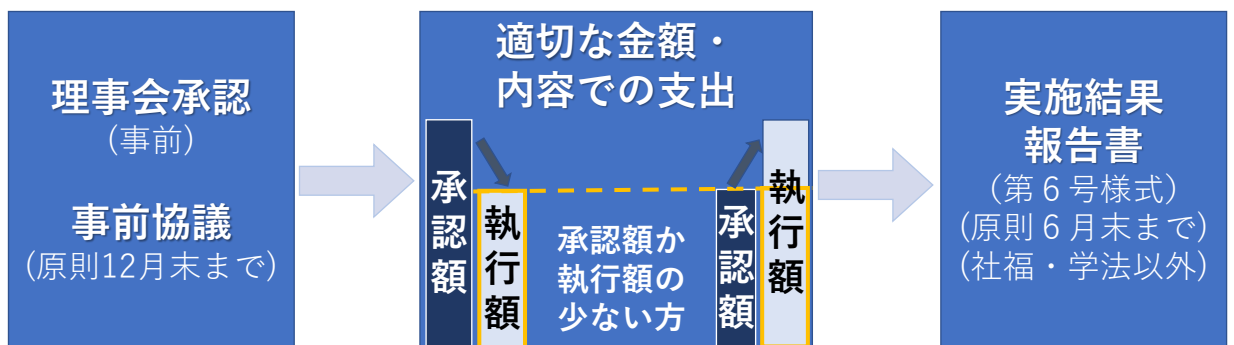 理事会承認
(事前)
事前協議
(原則12月末まで)
適切な金額・
内容での支出
承認額
執行額
承認額か
執行額の
少ない方
承認額
執行額
実施結果
報告書
(第６号様式)
(原則６月末まで)
(社福・学法以外)